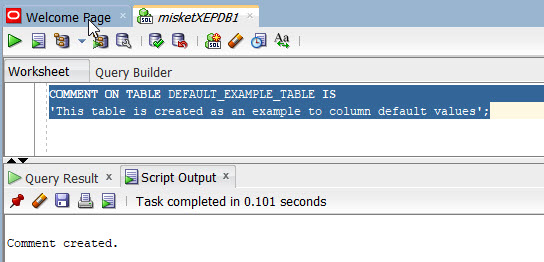 Welcome Page
misketXEPDB1
Worksheet Query Builder
COMMENT ON TABLE DEFAULT_EXAMPLE_TABLE IS
'This table is created as an example to column default values';
Query Result Script Output
Task completed in 0.101 seconds
Comment created.